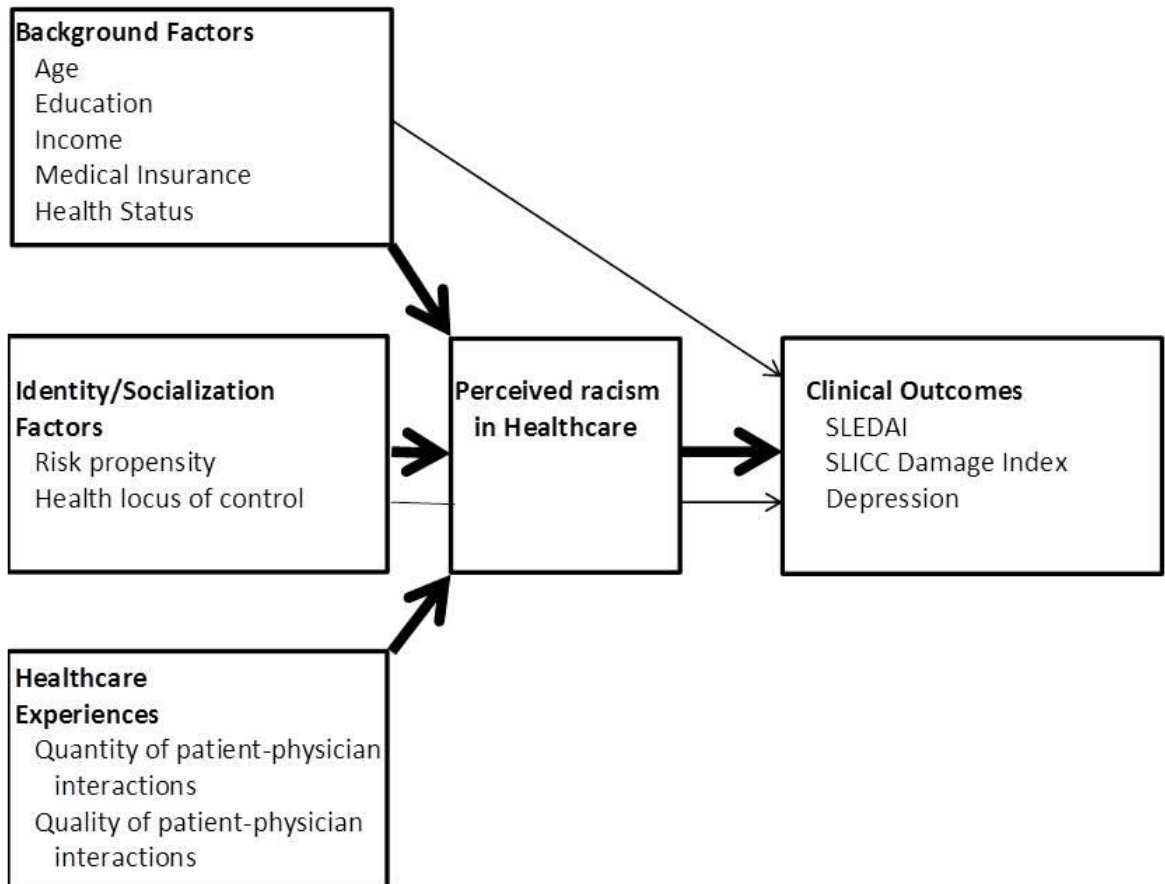 Background Factors
Age
Education
Income
Medical Insurance
Health Status
Identity/Socialization
Factors
Risk propensity
Health locus of control
Perceived racism
in Healthcare
Clinical Outcomes
SLEDAI
SLICC Damage Index
Depression
Healthcare
Experiences
Quantity of patient-physician
interactions
Quality of patient-physician
interactions